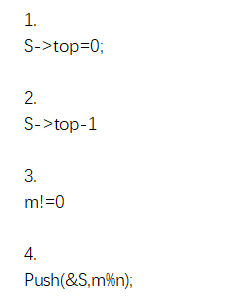 1.
S->top=0;
2.
S->top-1
3.
m!=0
4.
Push(&S,m%n);